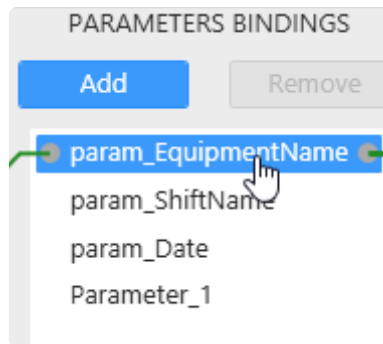 PARAMETERS BINDINGS
Add Remove
param_EquipmentName
param_ShiftName
param_Date
Parameter_1